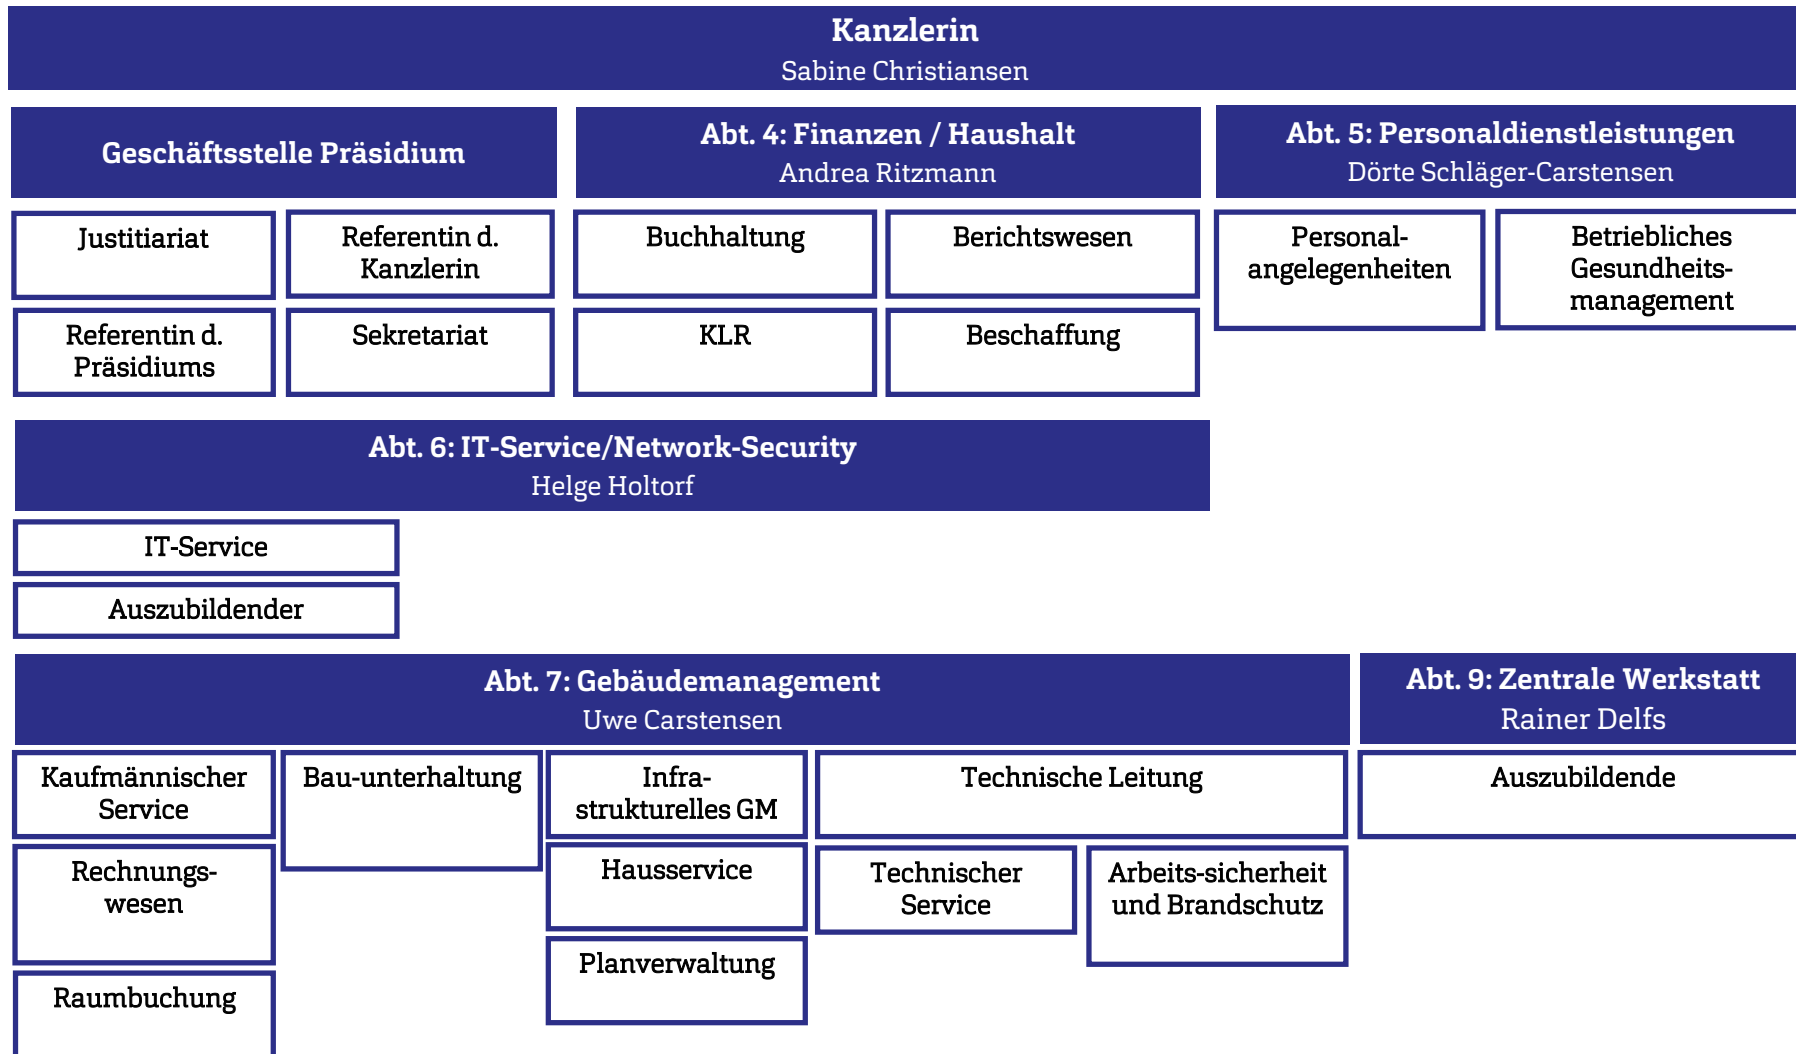 Kanzlerin
Sabine Christiansen
Geschäftsstelle Präsidium
Justitiariat
Referentin d.
Kanzlerin
Referentin d.
Präsidiums
Sekretariat
Abt. 4: Finanzen / Haushalt
Andrea Ritzmann
Buchhaltung
Berichtswesen
KLR
Beschaffung
Abt. 5: Personaldienstleistungen
Dörte Schläger-Carstensen
Personal-
angelegenheiten
Betriebliches
Gesundheits-
management
Abt. 6: IT-Service/Network-Security
Helge Holtorf
IT-Service
Auszubildender
Abt. 7: Gebäudemanagement
Uwe Carstensen
Kaufmännischer
Service
Rechnungs-
wesen
Raumbuchung
Bau-unterhaltung
Infra-
strukturelles GM
Hausservice
Planverwaltung
Technische Leitung
Technischer
Service
Arbeits-sicherheit
und Brandschutz
Abt. 9: Zentrale Werkstatt
Rainer Delfs
Auszubildende